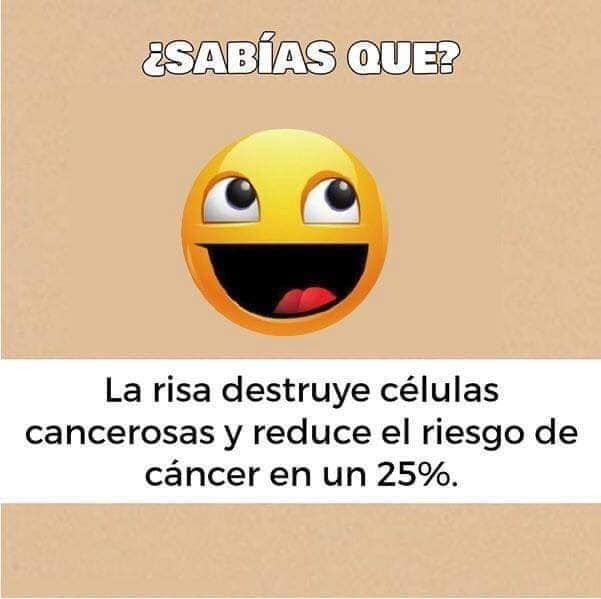 ¿SABÍAS QUE?
La risa destruye células
cancerosas y reduce el riesgo de
cáncer en un 25%.